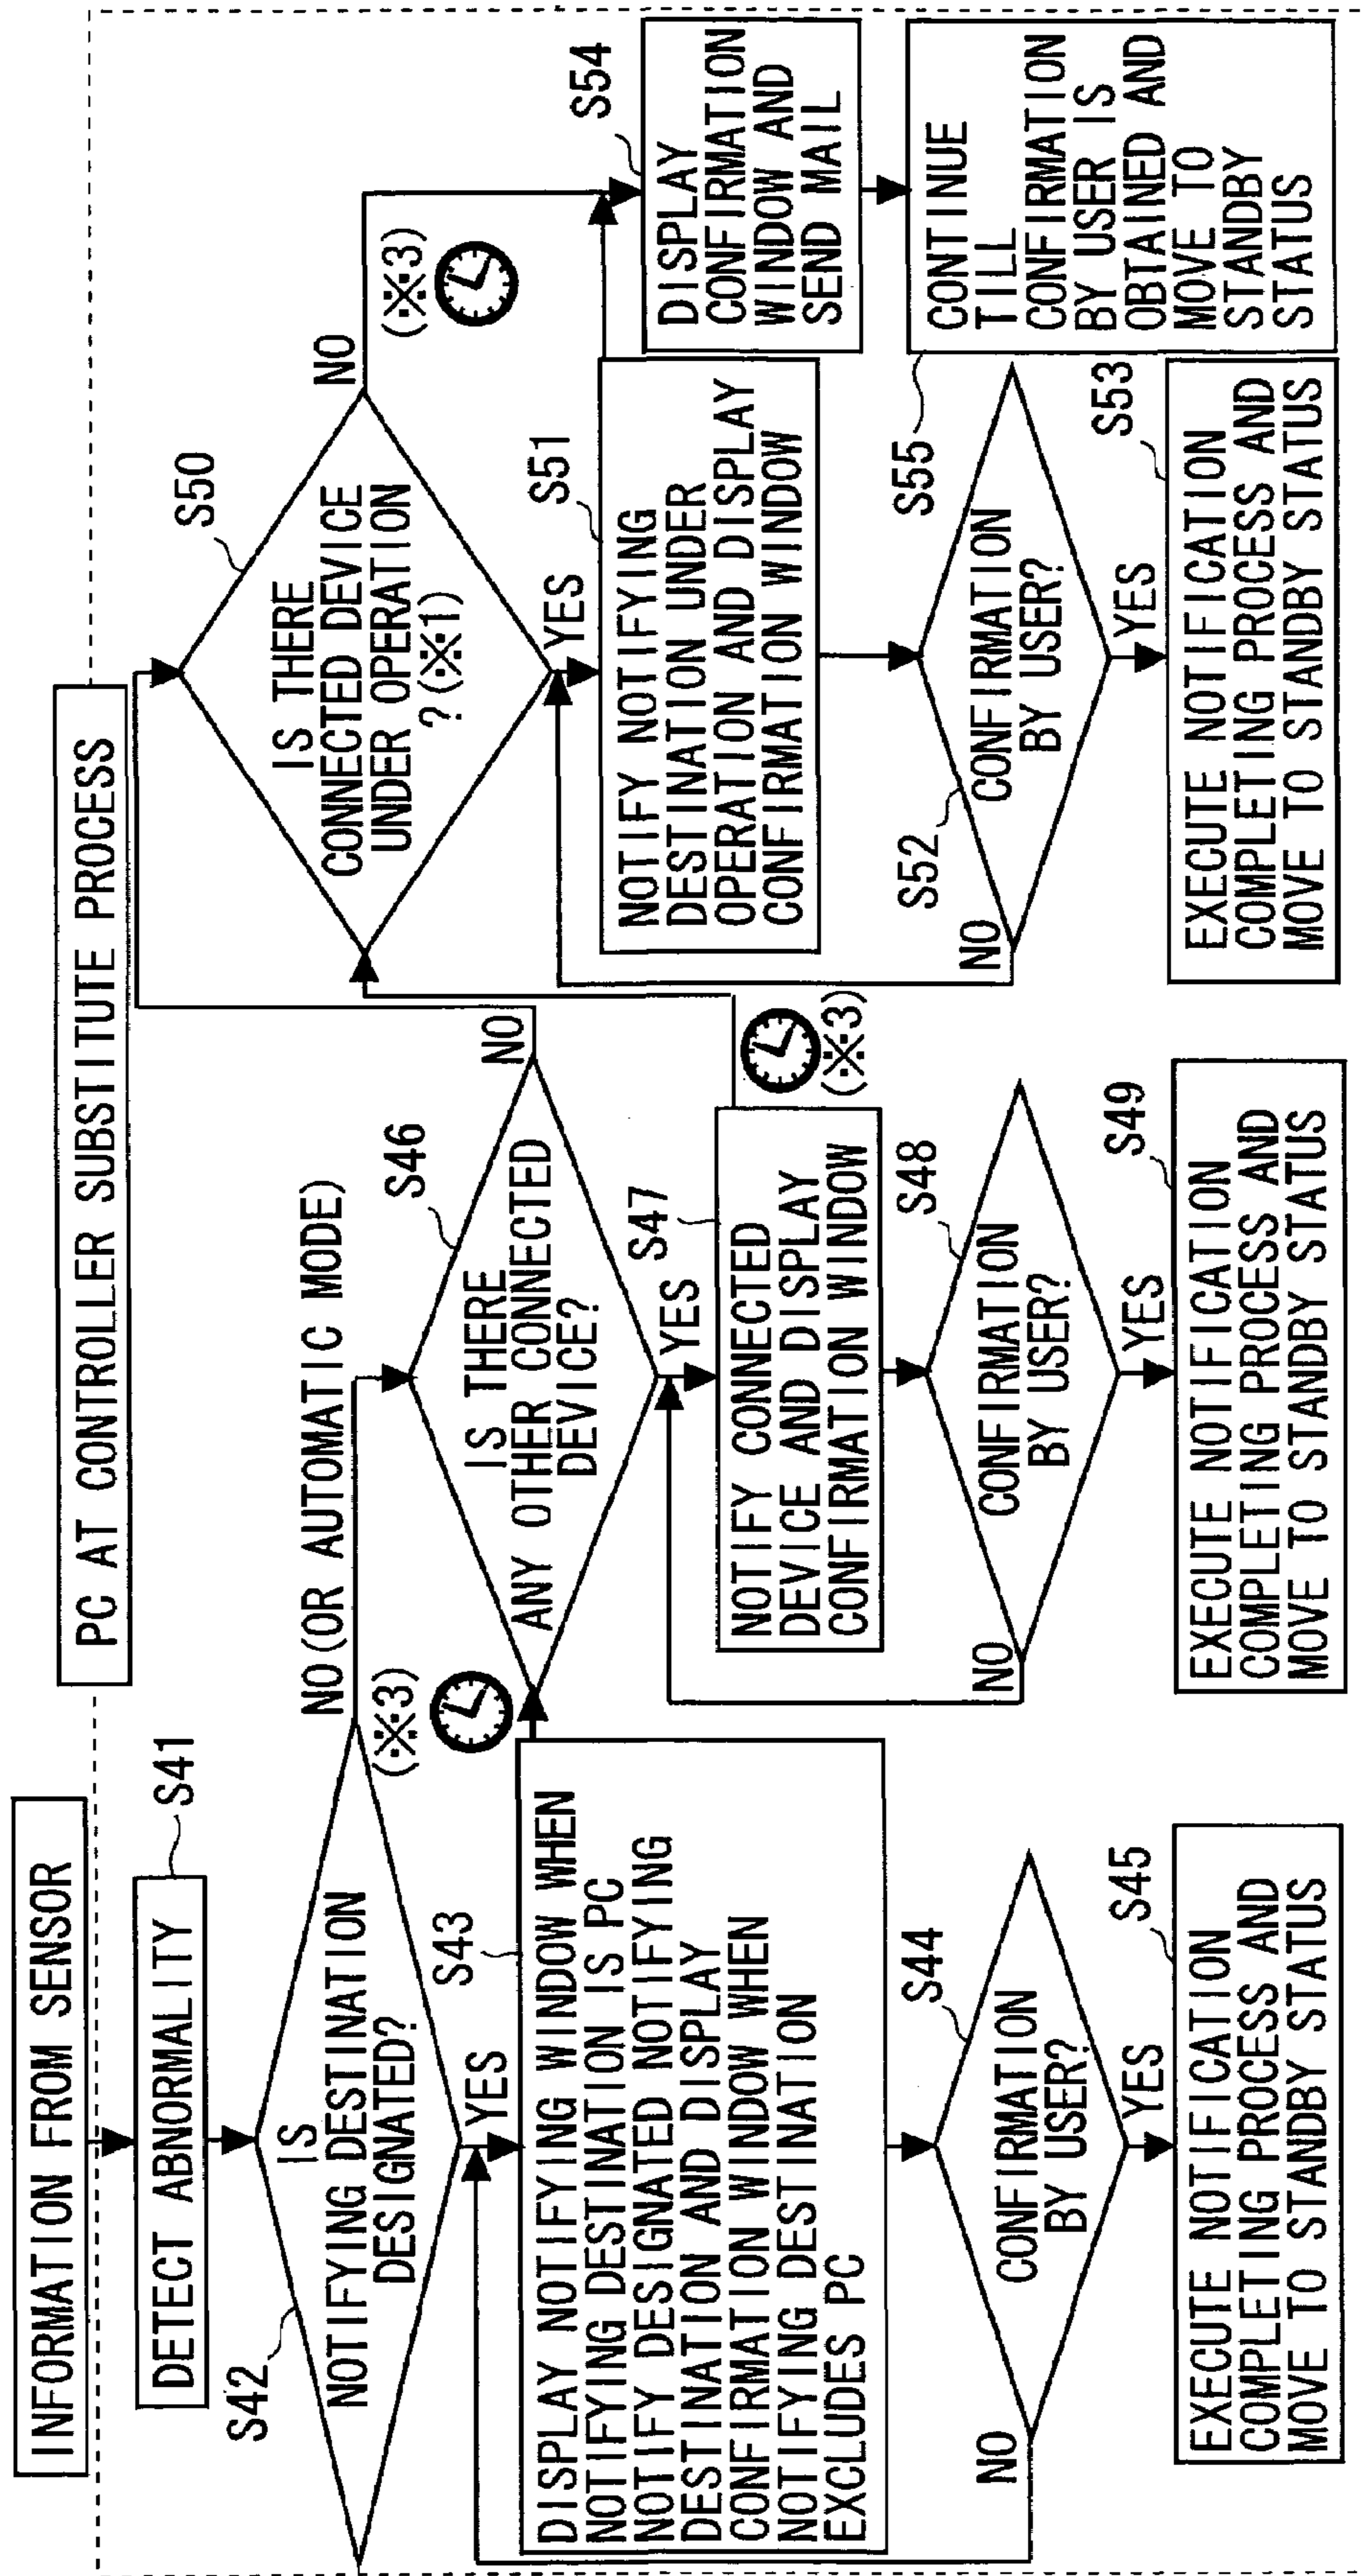 PC AT CONTROLLER SUBSTITUTE PROCESS
INFORMATION FROM SENSOR
DETECT ABNORMALITY
S41
S42
IS
NOTIFYING DESTINATION
DESIGNATED?
NO(OR AUTOMATIC MODE)
(※3)
YES
S43
DISPLAY NOTIFYING WINDOW WHEN
NOTIFYING DESTINATION IS PC
NOTIFY DESIGNATED NOTIFYING
DESTINATION AND DISPLAY
CONFIRMATION WINDOW WHEN
NOTIFYING DESTINATION
EXCLUDES PC
S44
CONFIRMATION
BY USER?
NO
YES
S45
EXECUTE NOTIFICATION
COMPLETING PROCESS AND
MOVE TO STANDBY STATUS
S46
IS THERE
ANY OTHER CONNECTED
DEVICE?
NO
YES
S47
NOTIFY CONNECTED
DEVICE AND DISPLAY
CONFIRMATION WINDOW
(※3)
S48
CONFIRMATION
BY USER?
NO
YES
S49
EXECUTE NOTIFICATION
COMPLETING PROCESS AND
MOVE TO STANDBY STATUS
S50
IS THERE
CONNECTED DEVICE
UNDER OPERATION
?(※1)
NO
(※3)
YES
S51
NOTIFY NOTIFYING
DESTINATION UNDER
OPERATION AND DISPLAY
CONFIRMATION WINDOW
S52
CONFIRMATION
BY USER?
NO
YES
S53
EXECUTE NOTIFICATION
COMPLETING PROCESS AND
MOVE TO STANDBY STATUS
S54
DISPLAY
CONFIRMATION
WINDOW AND
SEND MAIL
S55
CONTINUE
TILL
CONFIRMATION
BY USER IS
OBTAINED AND
MOVE TO
STANDBY
STATUS